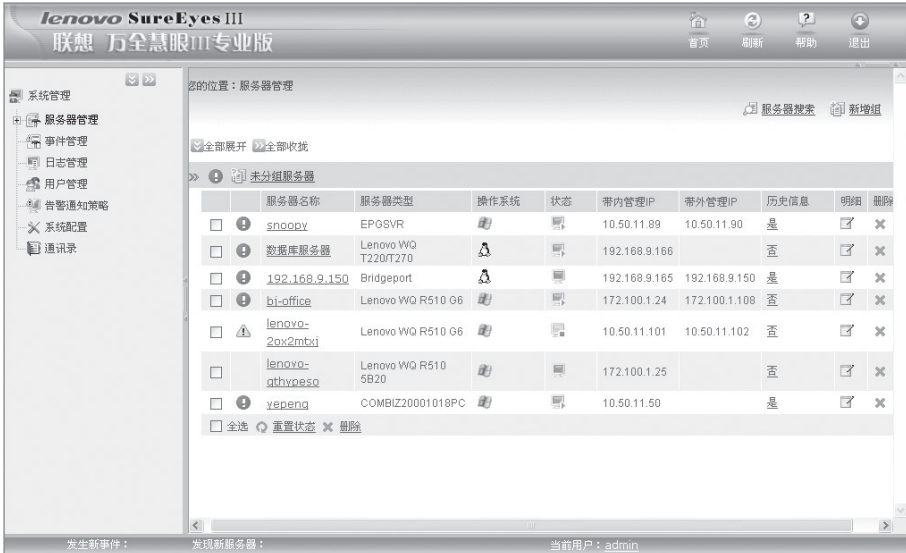 lenovo SureEyes III
联想 万全慧眼III专业版
首页 刷新 帮助 退出
系统管理
服务器管理
事件管理
日志管理
用户管理
告警通知策略
系统配置
通讯录
您的位置：服务器管理
服务器搜索 新增组
全部展开 全部收拢
未分组服务器
服务器名称 服务器类型 操作系统 状态 带内管理IP 带外管理IP 历史信息 明细 删除
snoopy EPGSVR 10.50.11.89 10.50.11.90 是
数据库服务器 Lenovo WQ T220/T270 192.168.9.166 否
192.168.9.150 Bridgeport 192.168.9.165 192.168.9.150 是
bj-office Lenovo WQ R510 G6 172.100.1.24 172.100.1.108 否
lenovo-2ox2mtxj Lenovo WQ R510 G6 10.50.11.101 10.50.11.102 否
lenovo-qthypeso Lenovo WQ R510 5B20 172.100.1.25 否
yepeng COMBIZ20001018PC 10.50.11.50 是
全选 重置状态 删除
发生新事件： 发现新服务器： 当前用户：admin